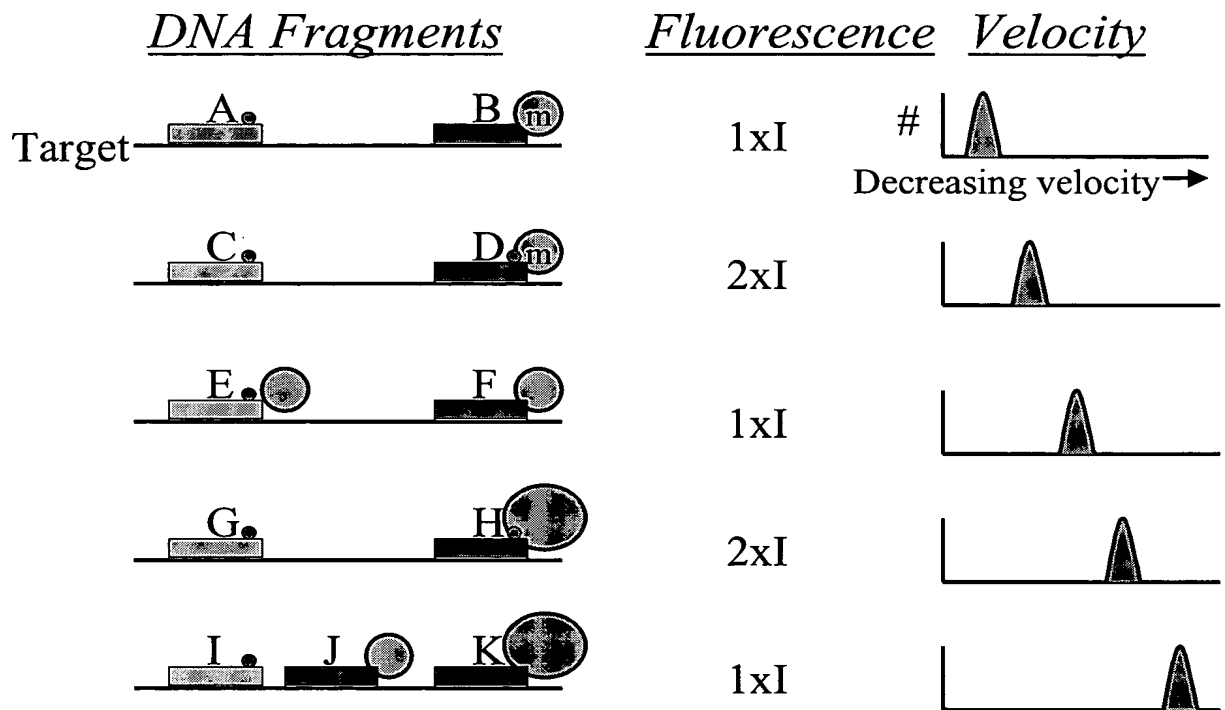 DNA Fragments Fluorescence Velocity
A B m 1xI #
Target
Decreasing velocity
C D m 2xI
E F 1xI
G H 2xI
I J K 1xI